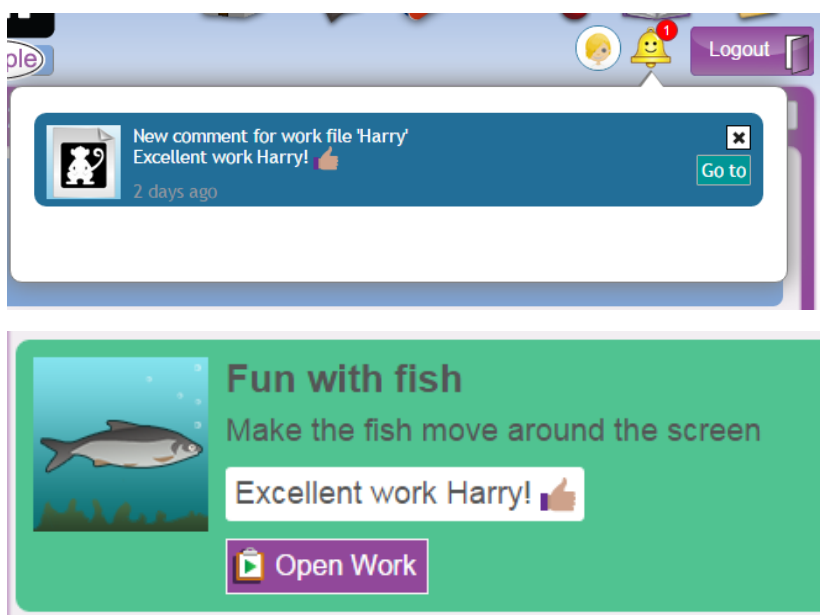 ple
1
Logout
New comment for work file 'Harry'
Excellent work Harry! 👍
2 days ago
Go to
Fun with fish
Make the fish move around the screen
Excellent work Harry! 👍
Open Work